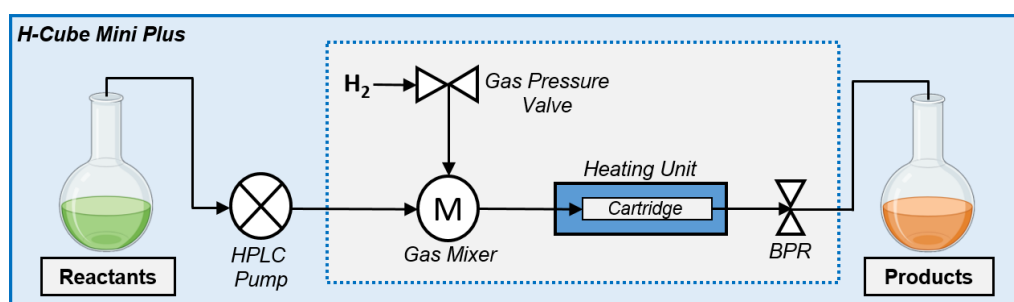 H-Cube Mini Plus
H₂
Gas Pressure
Valve
Heating Unit
Cartridge
M
HPLC
Pump
Gas Mixer
BPR
Reactants
Products